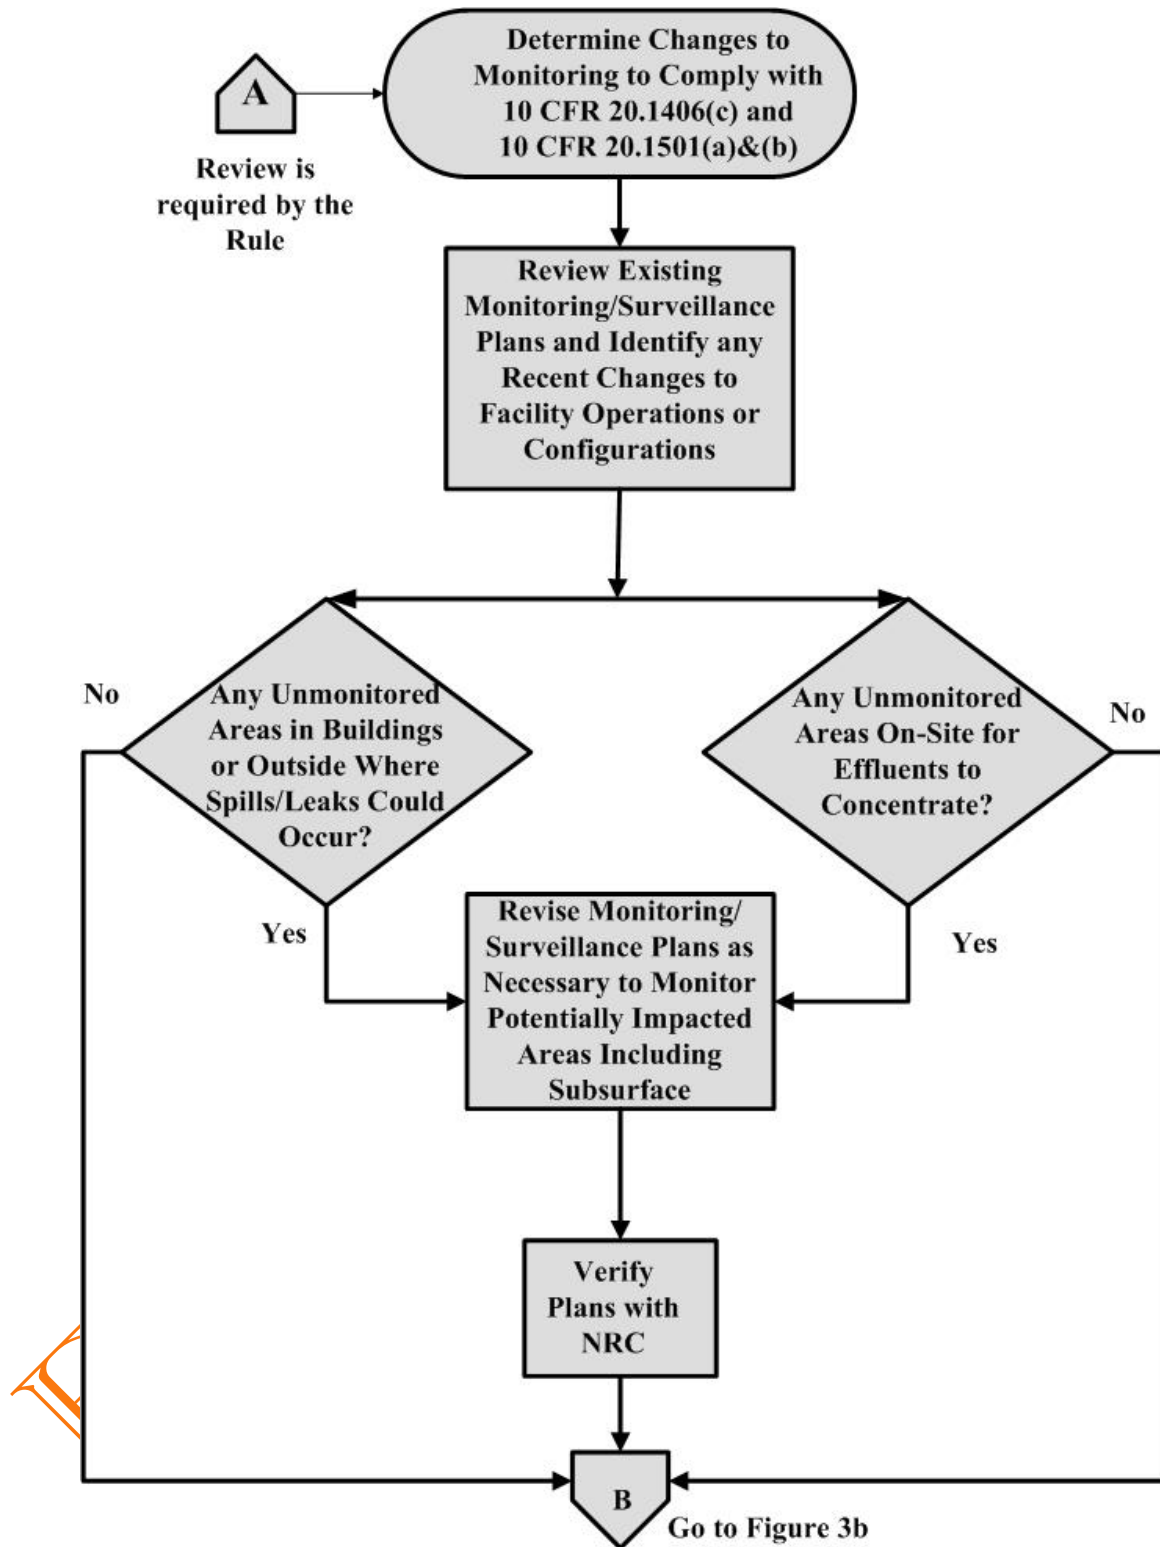 A
Review is
required by the
Rule
Determine Changes to
Monitoring to Comply with
10 CFR 20.1406(c) and
10 CFR 20.1501(a)&(b)
Review Existing
Monitoring/Surveillance
Plans and Identify any
Recent Changes to
Facility Operations or
Configurations
No
Any Unmonitored
Areas in Buildings
or Outside Where
Spills/Leaks Could
Occur?
Any Unmonitored
Areas On-Site for
Effluents to
Concentrate?
No
Yes
Revise Monitoring/
Surveillance Plans as
Necessary to Monitor
Potentially Impacted
Areas Including
Subsurface
Yes
Verify
Plans with
NRC
B
Go to Figure 3b